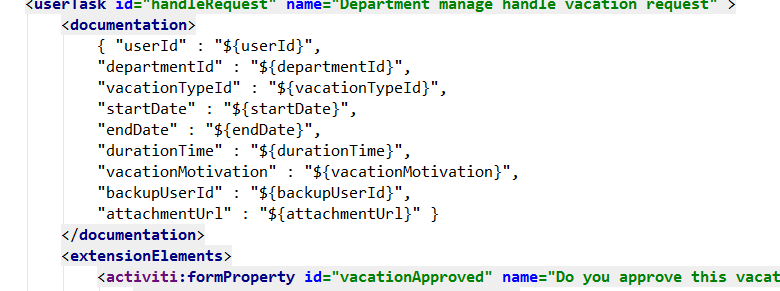 <userTask id="handleRequest" name="Department manage handle vacation request" >
<documentation>
{ "userId" : "${userId}",
"departmentId" : "${departmentId}",
"vacationTypeId" : "${vacationTypeId}",
"startDate" : "${startDate}",
"endDate" : "${endDate}",
"durationTime" : "${durationTime}",
"vacationMotivation" : "${vacationMotivation}",
"backupUserId" : "${backupUserId}",
"attachmentUrl" : "${attachmentUrl}" }
</documentation>
<extensionElements>
<activiti:formProperty id="vacationApproved" name="Do you approve this vacat